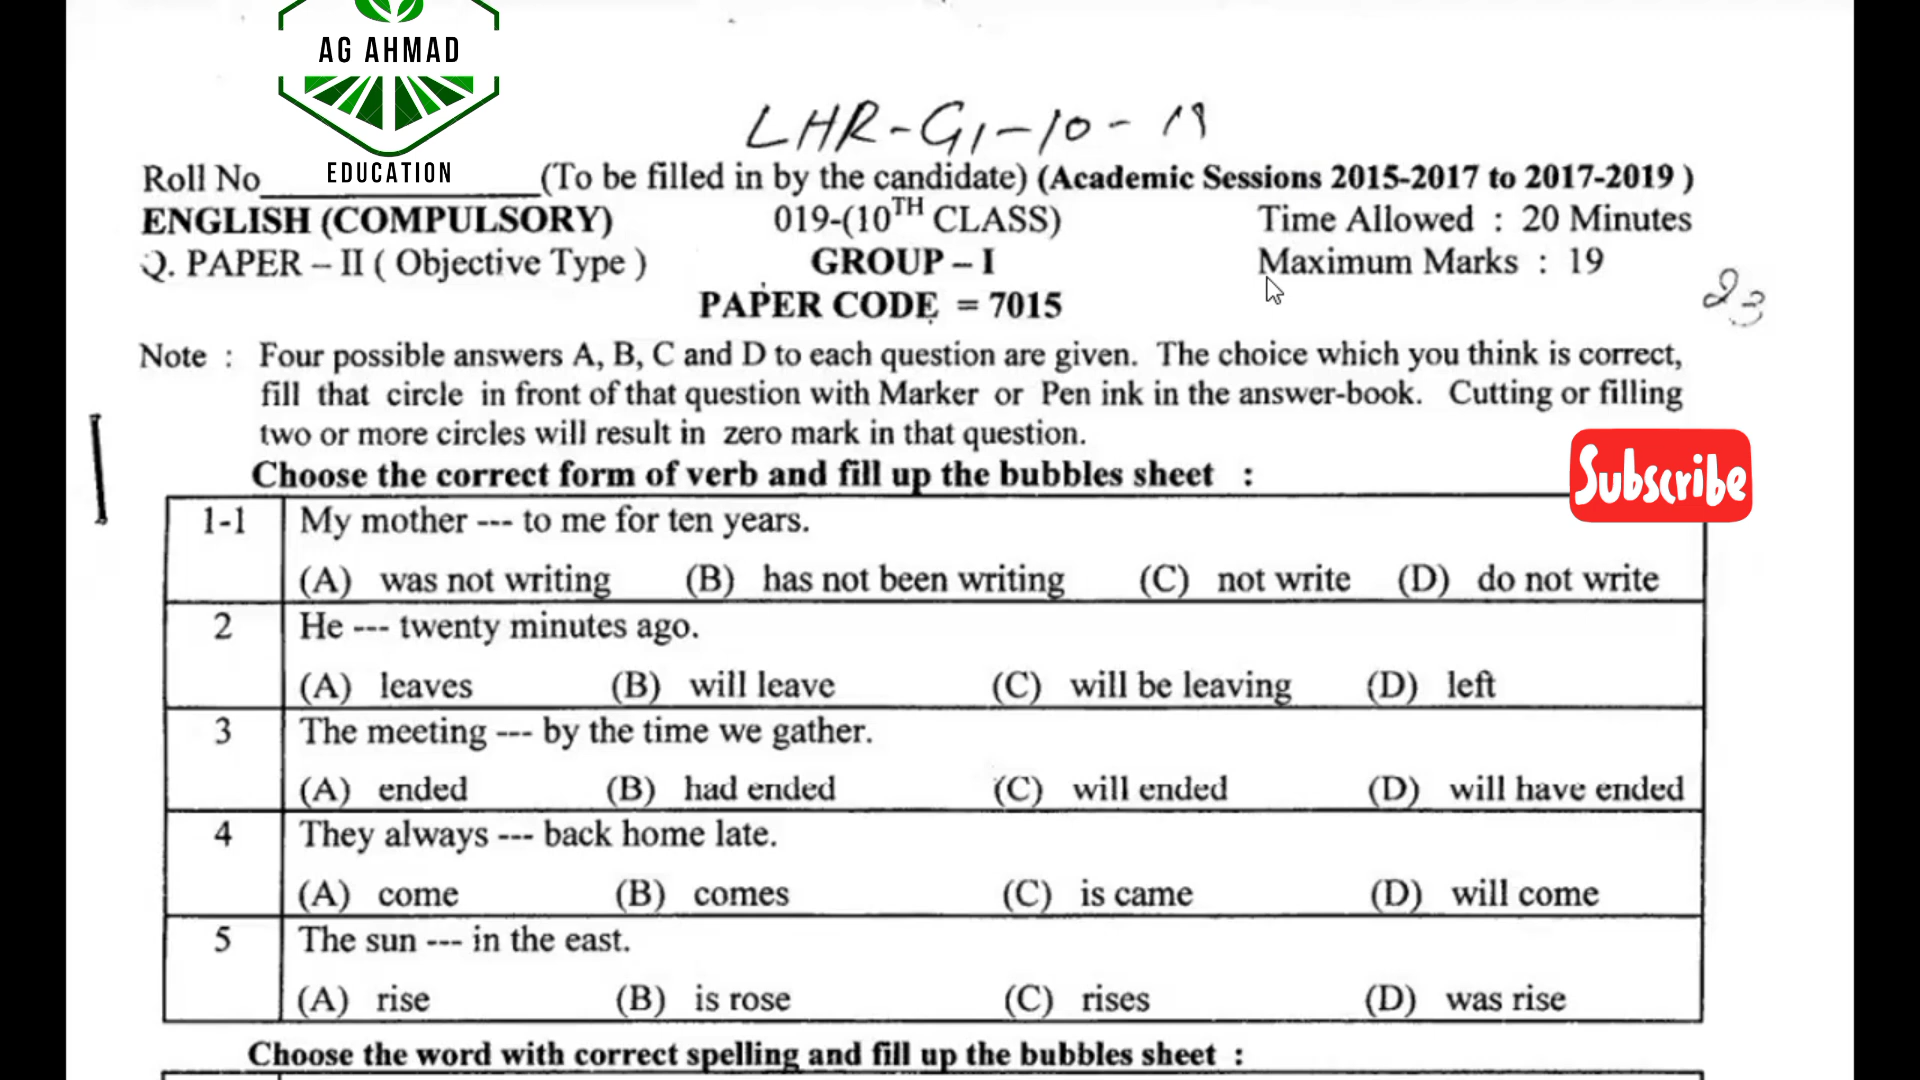 AG AHMAD
EDUCATION
LHR-G1-10-19
Roll No__________(To be filled in by the candidate) (Academic Sessions 2015-2017 to 2017-2019 )
ENGLISH (COMPULSORY) 019-(10TH CLASS) Time Allowed : 20 Minutes
Q. PAPER – II ( Objective Type ) GROUP – I Maximum Marks : 19
23
PAPER CODE = 7015
Note : Four possible answers A, B, C and D to each question are given. The choice which you think is correct,
fill that circle in front of that question with Marker or Pen ink in the answer-book. Cutting or filling
two or more circles will result in zero mark in that question.
Subscribe
Choose the correct form of verb and fill up the bubbles sheet :
1-1 My mother --- to me for ten years.
(A) was not writing (B) has not been writing (C) not write (D) do not write
2 He --- twenty minutes ago.
(A) leaves (B) will leave (C) will be leaving (D) left
3 The meeting --- by the time we gather.
(A) ended (B) had ended (C) will ended (D) will have ended
4 They always --- back home late.
(A) come (B) comes (C) is came (D) will come
5 The sun --- in the east.
(A) rise (B) is rose (C) rises (D) was rise
Choose the word with correct spelling and fill up the bubbles sheet :